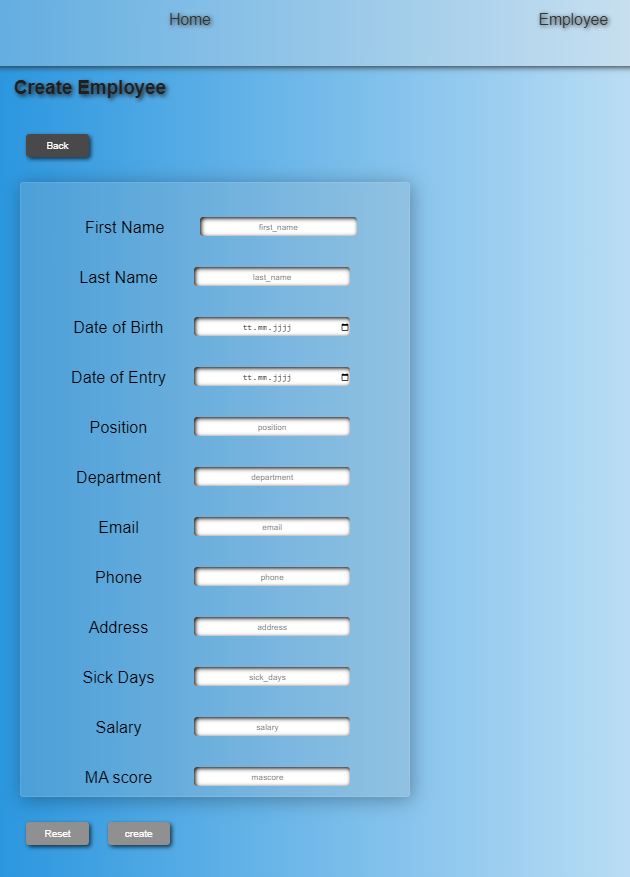 Home Employee
Create Employee
Back
First Name first_name
Last Name last_name
Date of Birth tt.mm.jjjj
Date of Entry tt.mm.jjjj
Position position
Department department
Email email
Phone phone
Address address
Sick Days sick_days
Salary salary
MA score mascore
Reset create